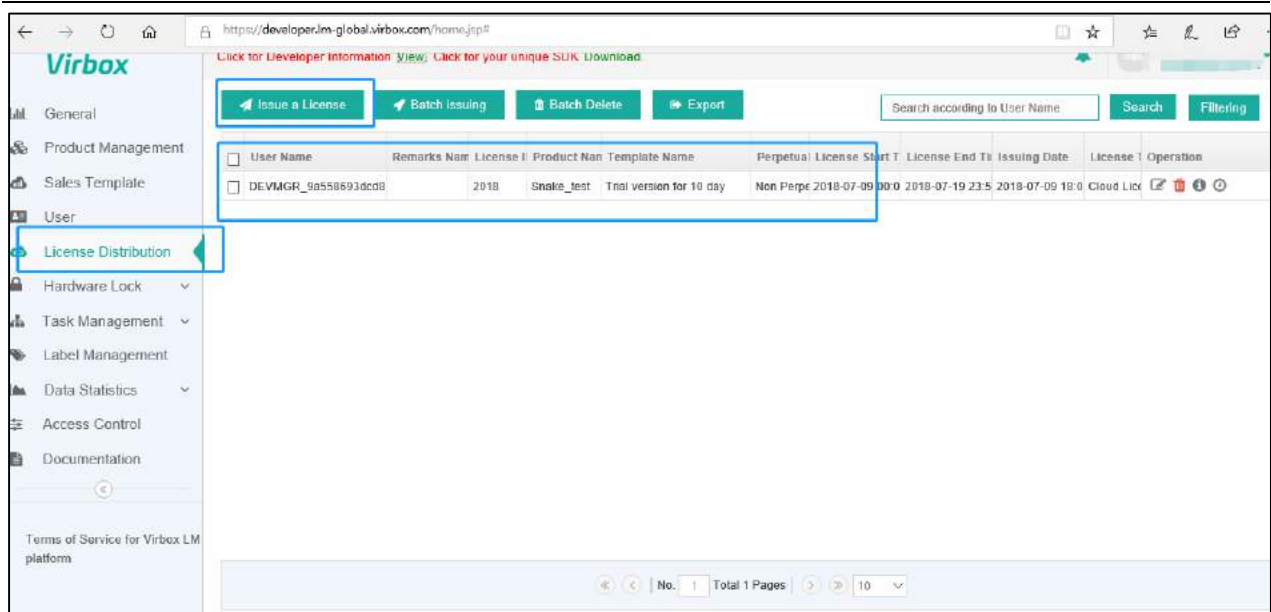 https://developer.lm-global.virbox.com/home.jsp#
Virbox
Click for Developer Information View; Click for your unique SDK Download
Issue a License
Batch Issuing
Batch Delete
Export
Search according to User Name
Search
Filtering
General
Product Management
Sales Template
User
License Distribution
Hardware Lock
Task Management
Label Management
Data Statistics
Access Control
Documentation
Terms of Service for Virbox LM
platform
User Name Remarks Nam License I Product Nan Template Name Perpetual License Start T License End Ti Issuing Date License T Operation
DEVMGR_9a558693dcd8 2018 Snake_test Trial version for 10 day Non Perpe 2018-07-09 00:0 2018-07-19 23:5 2018-07-09 18:0 Cloud Lice
No. 1 Total 1 Pages 10